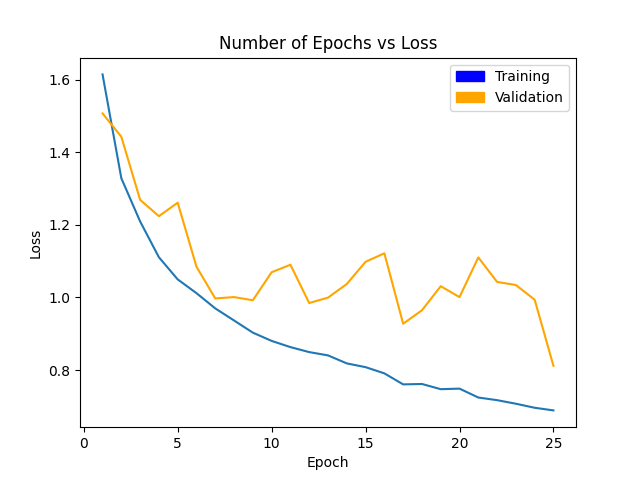 Number of Epochs vs Loss
Training
Validation
1.6
1.4
1.2
1.0
0.8
Loss
0 5 10 15 20 25
Epoch